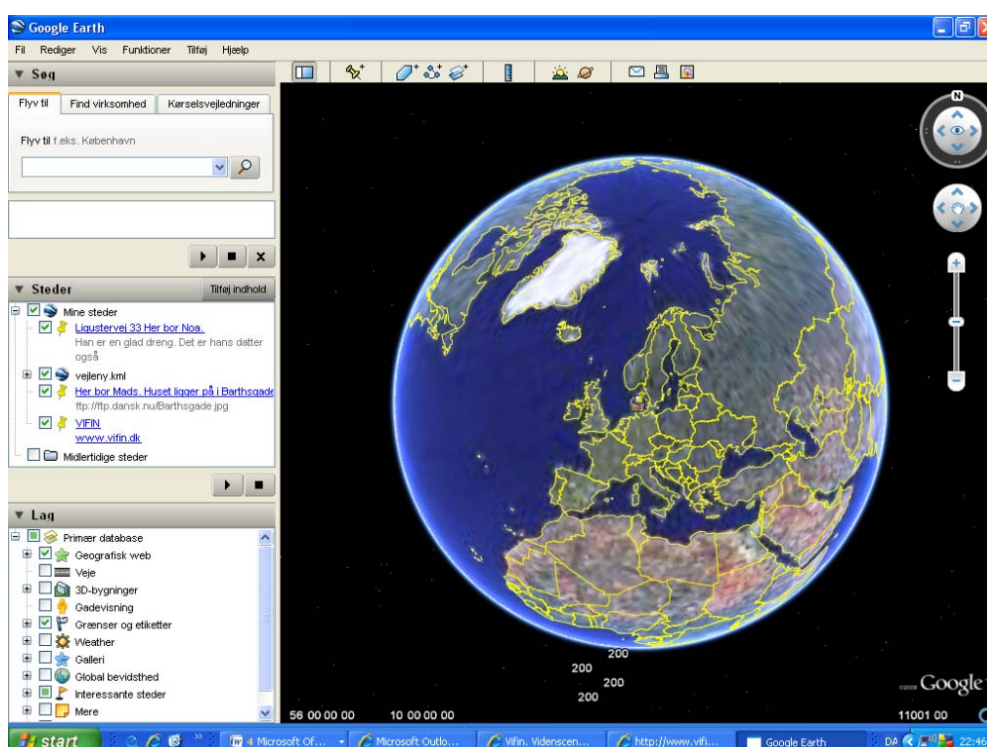 Google Earth
Fil Rediger Vis Funktioner Tilføj Hjælp
Søg
Flyv til Find virksomhed Kørselsvejledninger
Flyv til f.eks. København
Steder Tilføj indhold
Mine steder
Ligustervej 33 Her bor Noa.
Han er en glad dreng. Det er hans datter
også
vejleny.kml
Her bor Mads. Huset ligger på i Barthsgade
ftp://ftp.dansk.nu/Barthsgade.jpg
VIFIN
www.vifin.dk
Midlertidige steder
Lag
Primær database
Geografisk web
Veje
3D-bygninger
Gadevisning
Grænser og etiketter
Weather
Galleri
Global bevidsthed
Interessante steder
Mere
N
200
200
200
200
Google
56 00 00 00 10 00 00 00 11001 00
start 4 Microsoft Of... Microsoft Outlo... Vifin, Videnscen... http://www.vifi... Google Earth DA 22:46